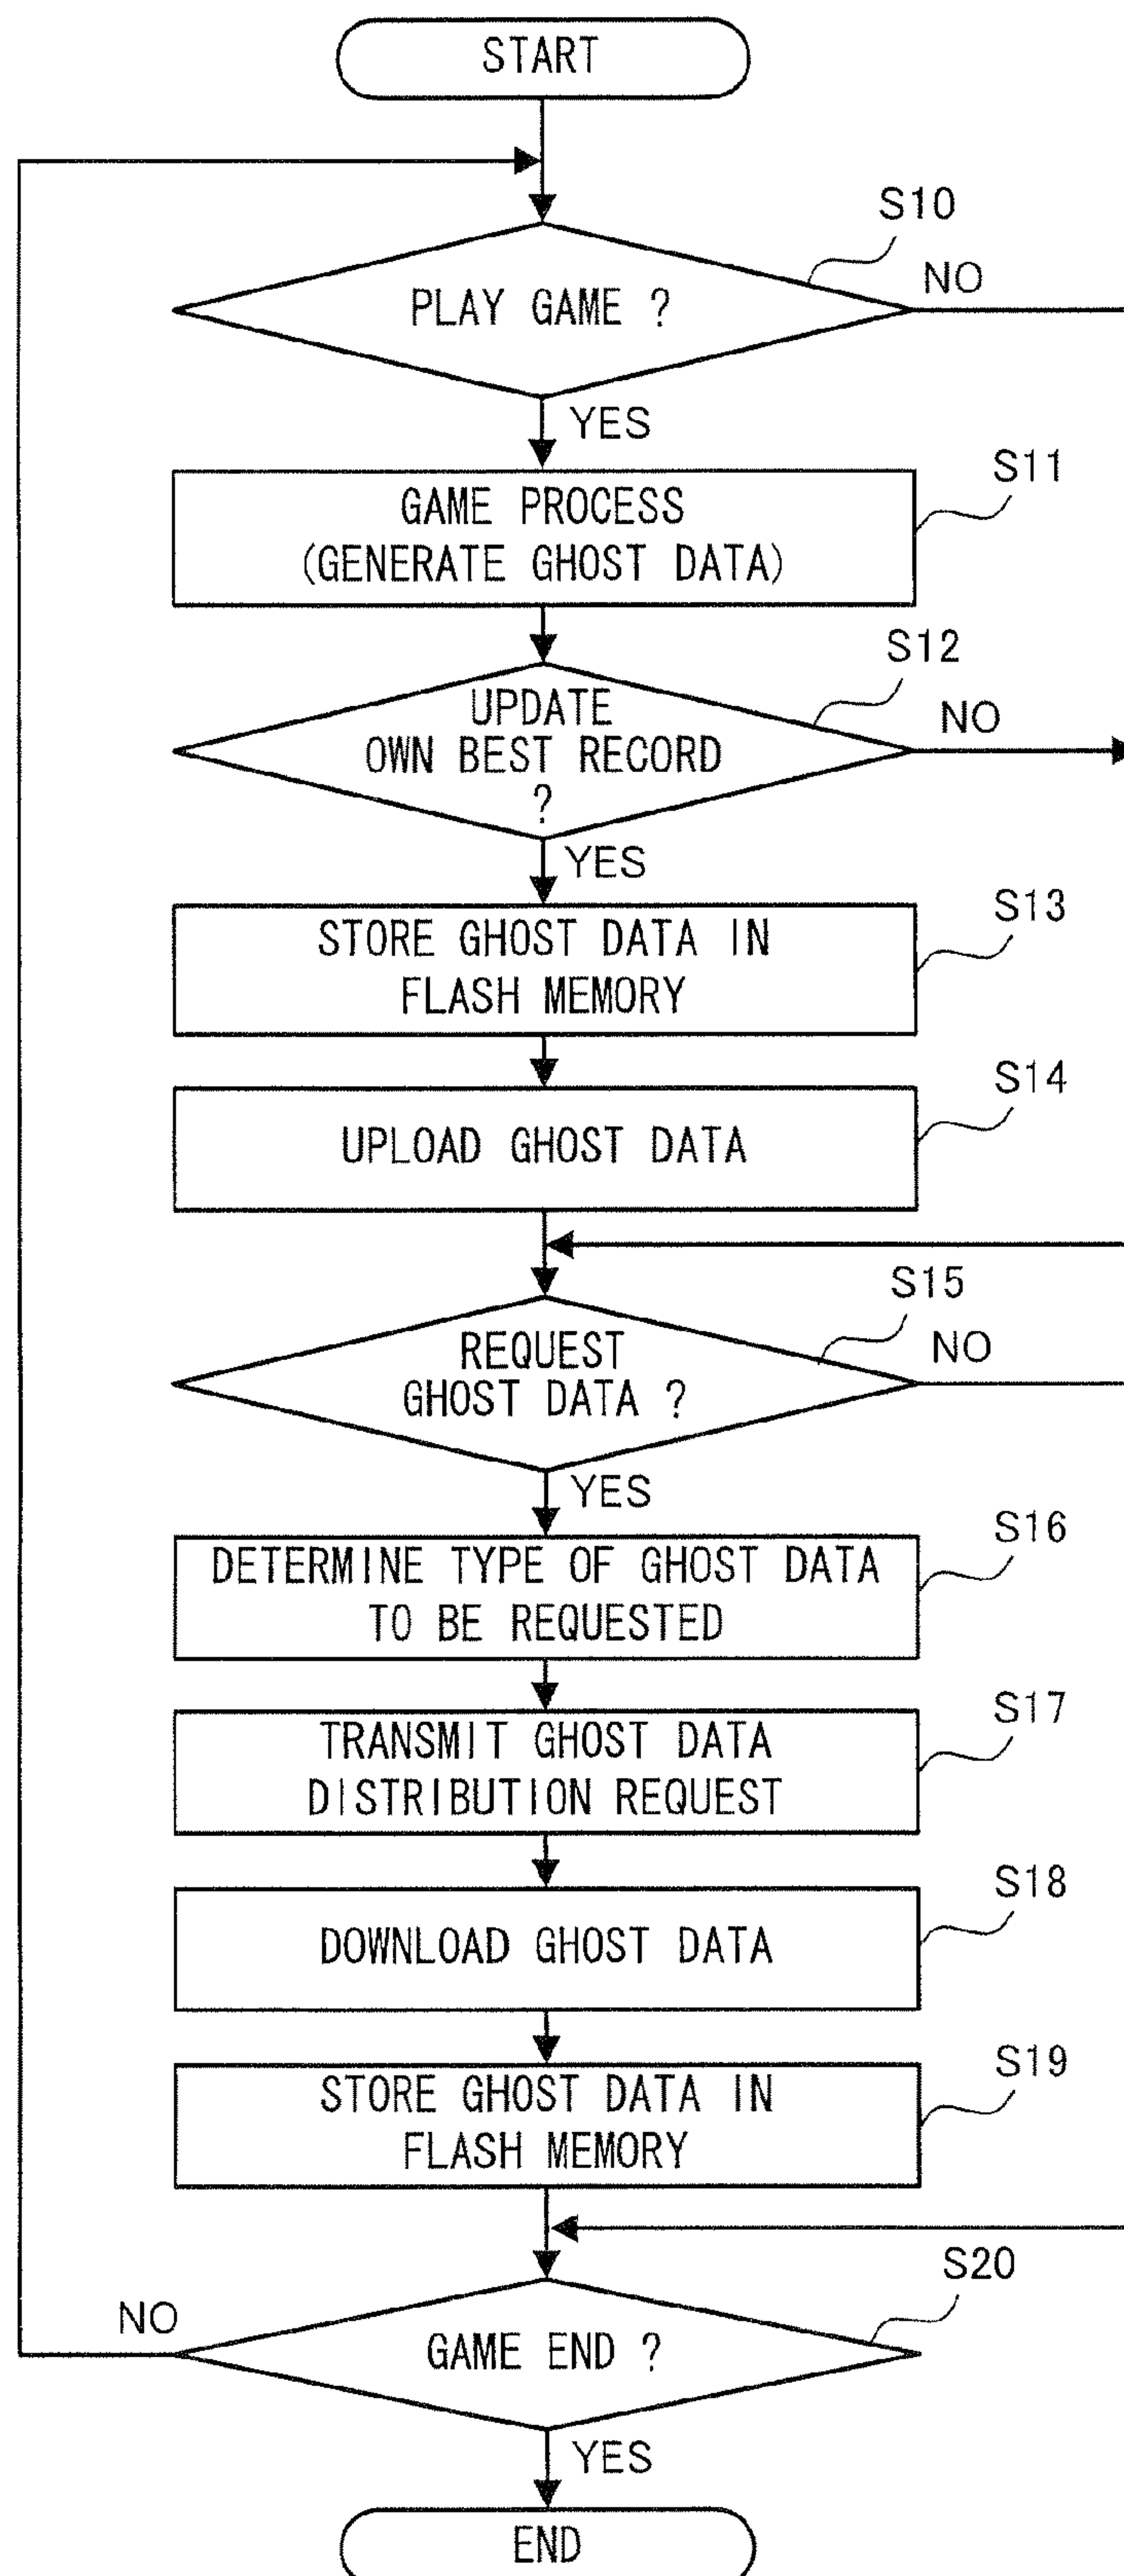 START
S10
PLAY GAME ?
NO
YES
S11
GAME PROCESS
(GENERATE GHOST DATA)
S12
UPDATE
OWN BEST RECORD
?
NO
YES
S13
STORE GHOST DATA IN
FLASH MEMORY
S14
UPLOAD GHOST DATA
S15
REQUEST
GHOST DATA ?
NO
YES
S16
DETERMINE TYPE OF GHOST DATA
TO BE REQUESTED
S17
TRANSMIT GHOST DATA
DISTRIBUTION REQUEST
S18
DOWNLOAD GHOST DATA
S19
STORE GHOST DATA IN
FLASH MEMORY
S20
NO
GAME END ?
YES
END